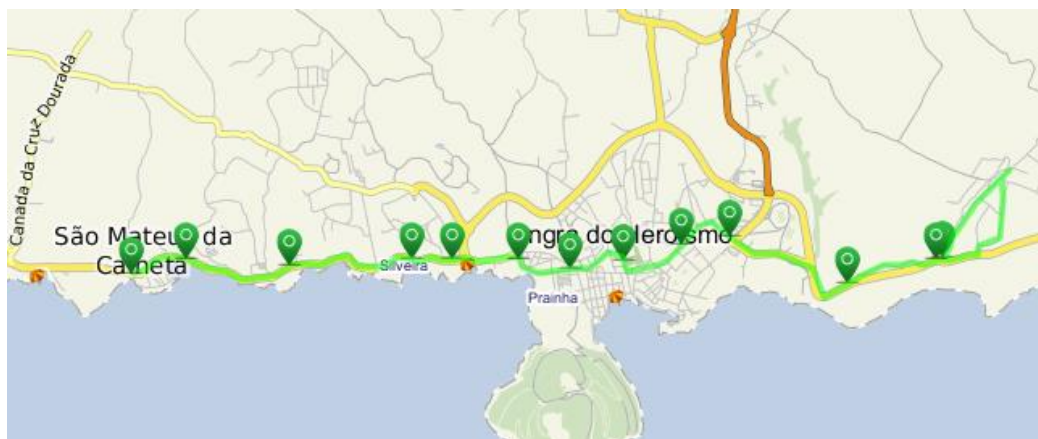 Canada da Cruz Dourada
São Mateus da
Calheta
Silveira
Angra do Heroísmo
Prainha